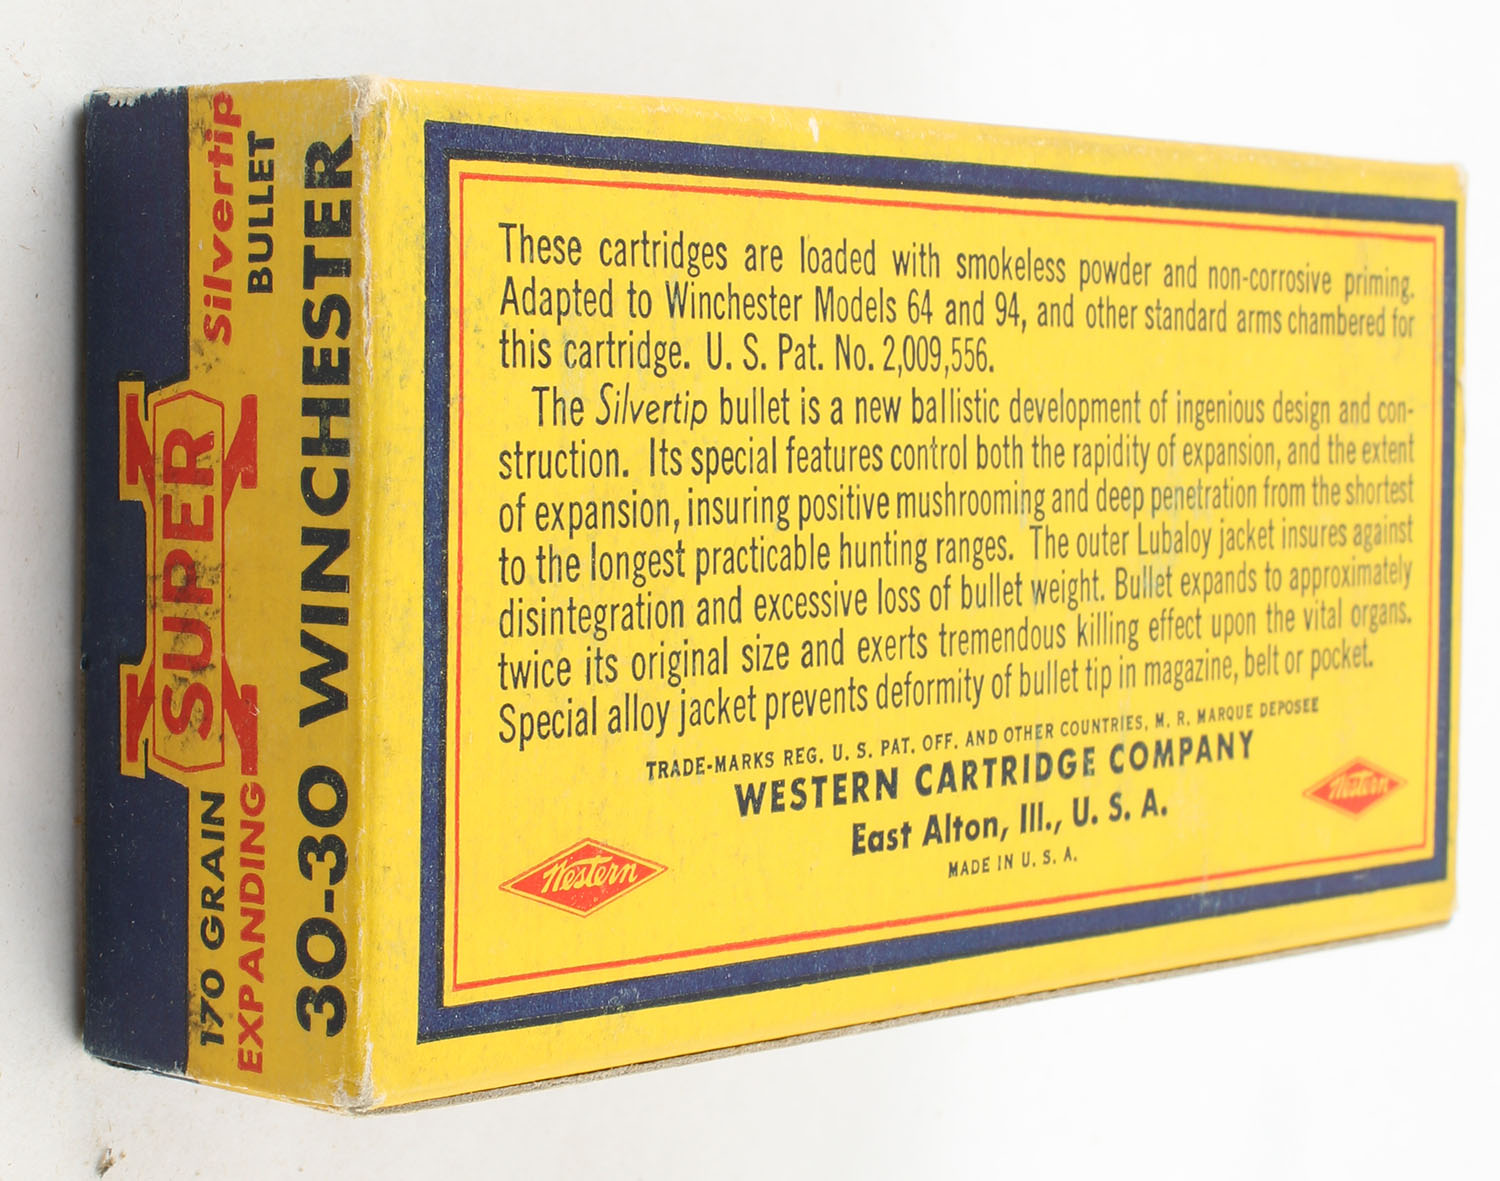 170 GRAIN
EXPANDING
SUPER
X
Silvertip
BULLET
30-30 WINCHESTER
These cartridges are loaded with smokeless powder and non-corrosive priming.
Adapted to Winchester Models 64 and 94, and other standard arms chambered for
this cartridge. U. S. Pat. No. 2,009,556.
The Silvertip bullet is a new ballistic development of ingenious design and con-
struction. Its special features control both the rapidity of expansion, and the extent
of expansion, insuring positive mushrooming and deep penetration from the shortest
to the longest practicable hunting ranges. The outer Lubaloy jacket insures against
disintegration and excessive loss of bullet weight. Bullet expands to approximately
twice its original size and exerts tremendous killing effect upon the vital organs.
Special alloy jacket prevents deformity of bullet tip in magazine, belt or pocket.
TRADE-MARKS REG. U. S. PAT. OFF. AND OTHER COUNTRIES, M. R. MARQUE DEPOSEE
WESTERN CARTRIDGE COMPANY
East Alton, Ill., U. S. A.
MADE IN U. S. A.
Western
Western